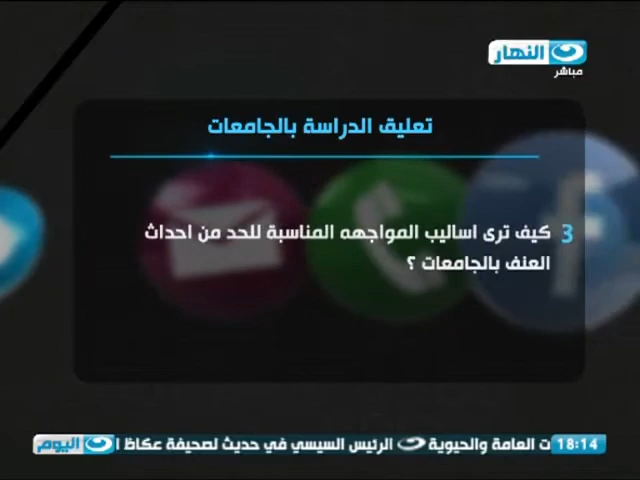 النهار
مباشر
تعليق الدراسة بالجامعات
3 كيف ترى اساليب المواجهه المناسبة للحد من احداث
العنف بالجامعات ؟
18:14 ت العامة والحيوية الرئيس السيسي في حديث لصحيفة عكاظ ا اليوم